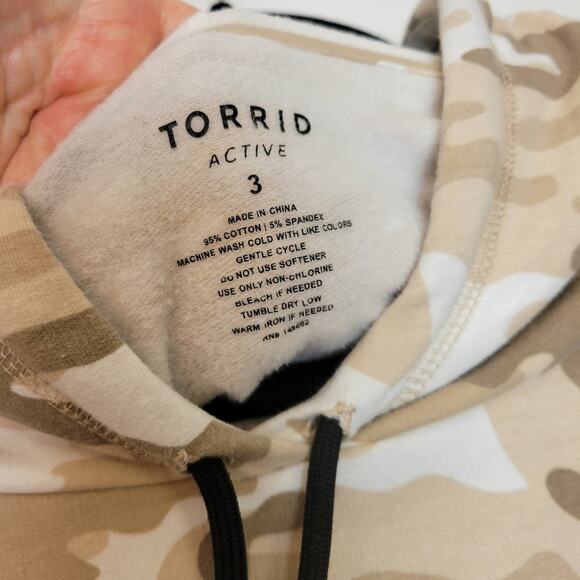 TORRID
ACTIVE
3
MADE IN CHINA
95% COTTON | 5% SPANDEX
MACHINE WASH COLD WITH LIKE COLORS
GENTLE CYCLE
DO NOT USE SOFTENER
USE ONLY NON-CHLORINE
BLEACH IF NEEDED
TUMBLE DRY LOW
WARM IRON IF NEEDED